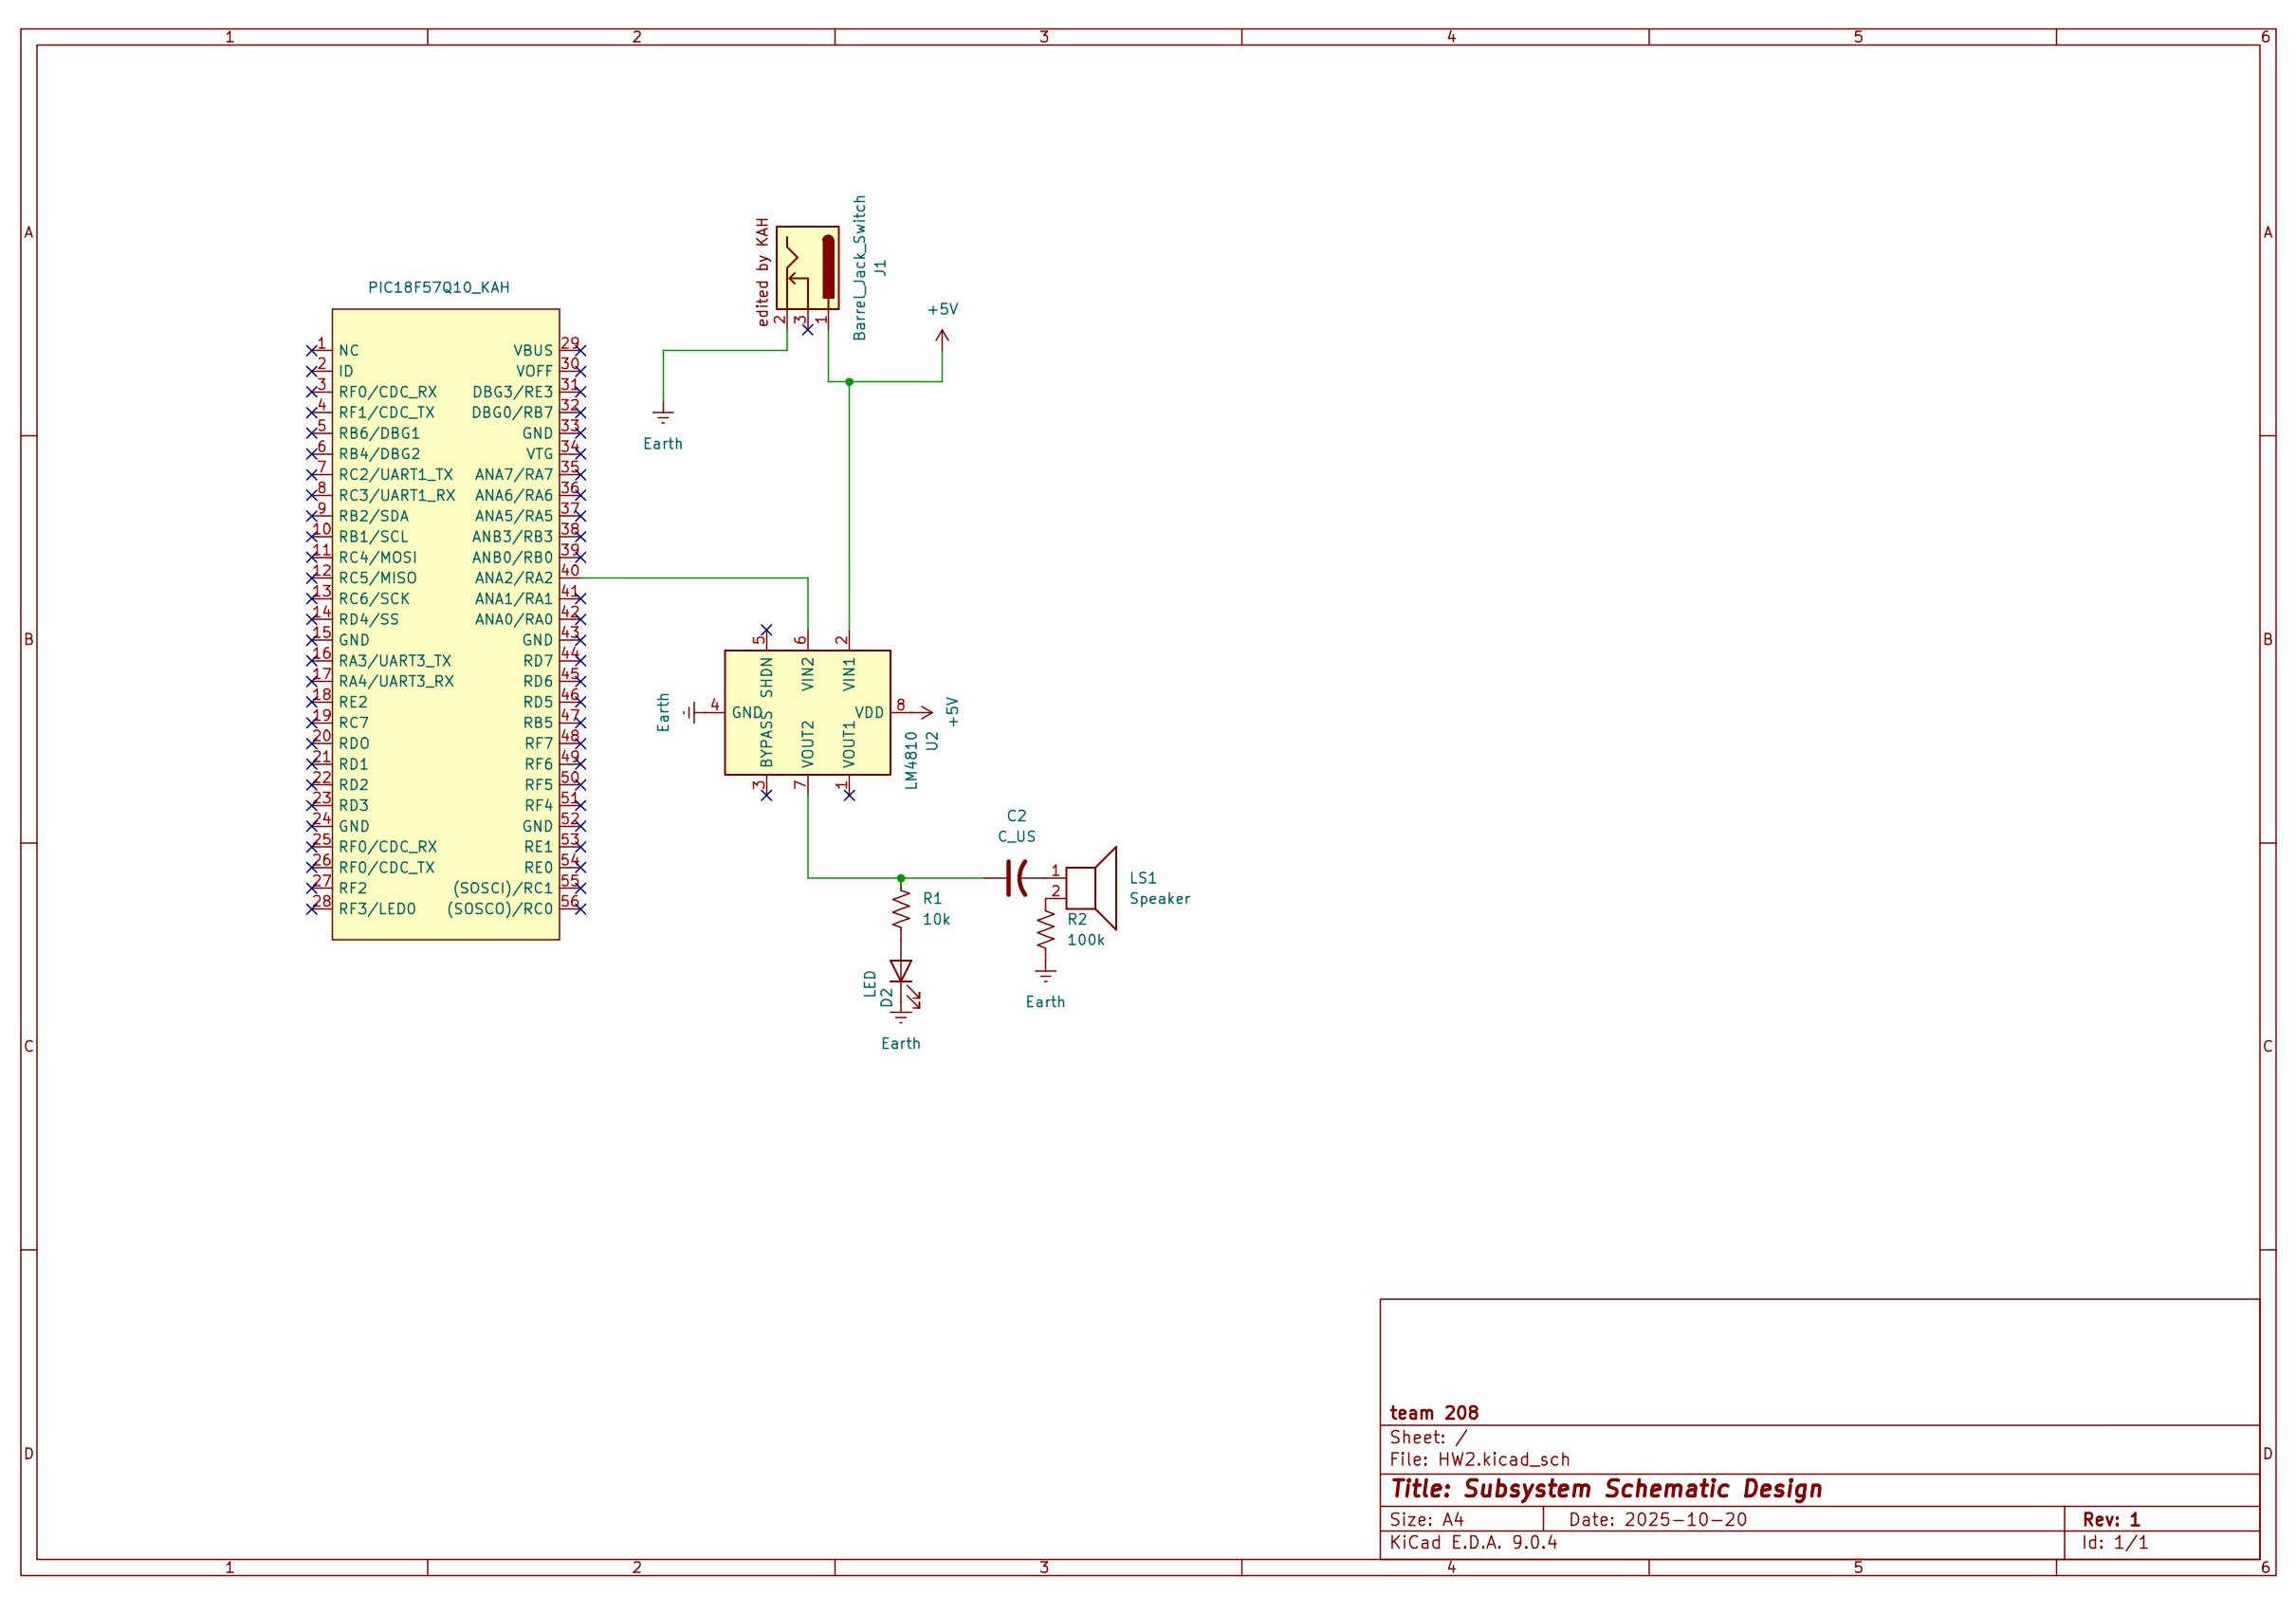 1 2 3 4 5 6
A
B
C
D
A
B
C
D
PIC18F57Q10_KAH
1 NC VBUS 29
2 ID VOFF 30
3 RF0/CDC_RX DBG3/RE3 31
4 RF1/CDC_TX DBG0/RB7 32
5 RB6/DBG1 GND 33
6 RB4/DBG2 VTG 34
7 RC2/UART1_TX ANA7/RA7 35
8 RC3/UART1_RX ANA6/RA6 36
9 RB2/SDA ANA5/RA5 37
10 RB1/SCL ANB3/RB3 38
11 RC4/MOSI ANB0/RB0 39
12 RC5/MISO ANA2/RA2 40
13 RC6/SCK ANA1/RA1 41
14 RD4/SS ANA0/RA0 42
15 GND GND 43
16 RA3/UART3_TX RD7 44
17 RA4/UART3_RX RD6 45
18 RE2 RD5 46
19 RC7 RB5 47
20 RDO RF7 48
21 RD1 RF6 49
22 RD2 RF5 50
23 RD3 RF4 51
24 GND GND 52
25 RF0/CDC_RX RE1 53
26 RF0/CDC_TX RE0 54
27 RF2 (SOSCI)/RC1 55
28 RF3/LED0 (SOSCO)/RC0 56
edited by KAH
Barrel_Jack_Switch
J1
2 3 1
+5V
Earth
5 6 2
SHDN VIN2 VIN1
Earth
4 GND VDD 8
+5V
BYPASS VOUT2 VOUT1
3 7 1
LM4810
U2
C2
C_US
1
2
LS1
Speaker
R1
10k
R2
100k
LED
D2
Earth
Earth
team 208
Sheet: /
File: HW2.kicad_sch
Title: Subsystem Schematic Design
Size: A4 Date: 2025-10-20 Rev: 1
KiCad E.D.A. 9.0.4 Id: 1/1
1 2 3 4 5 6